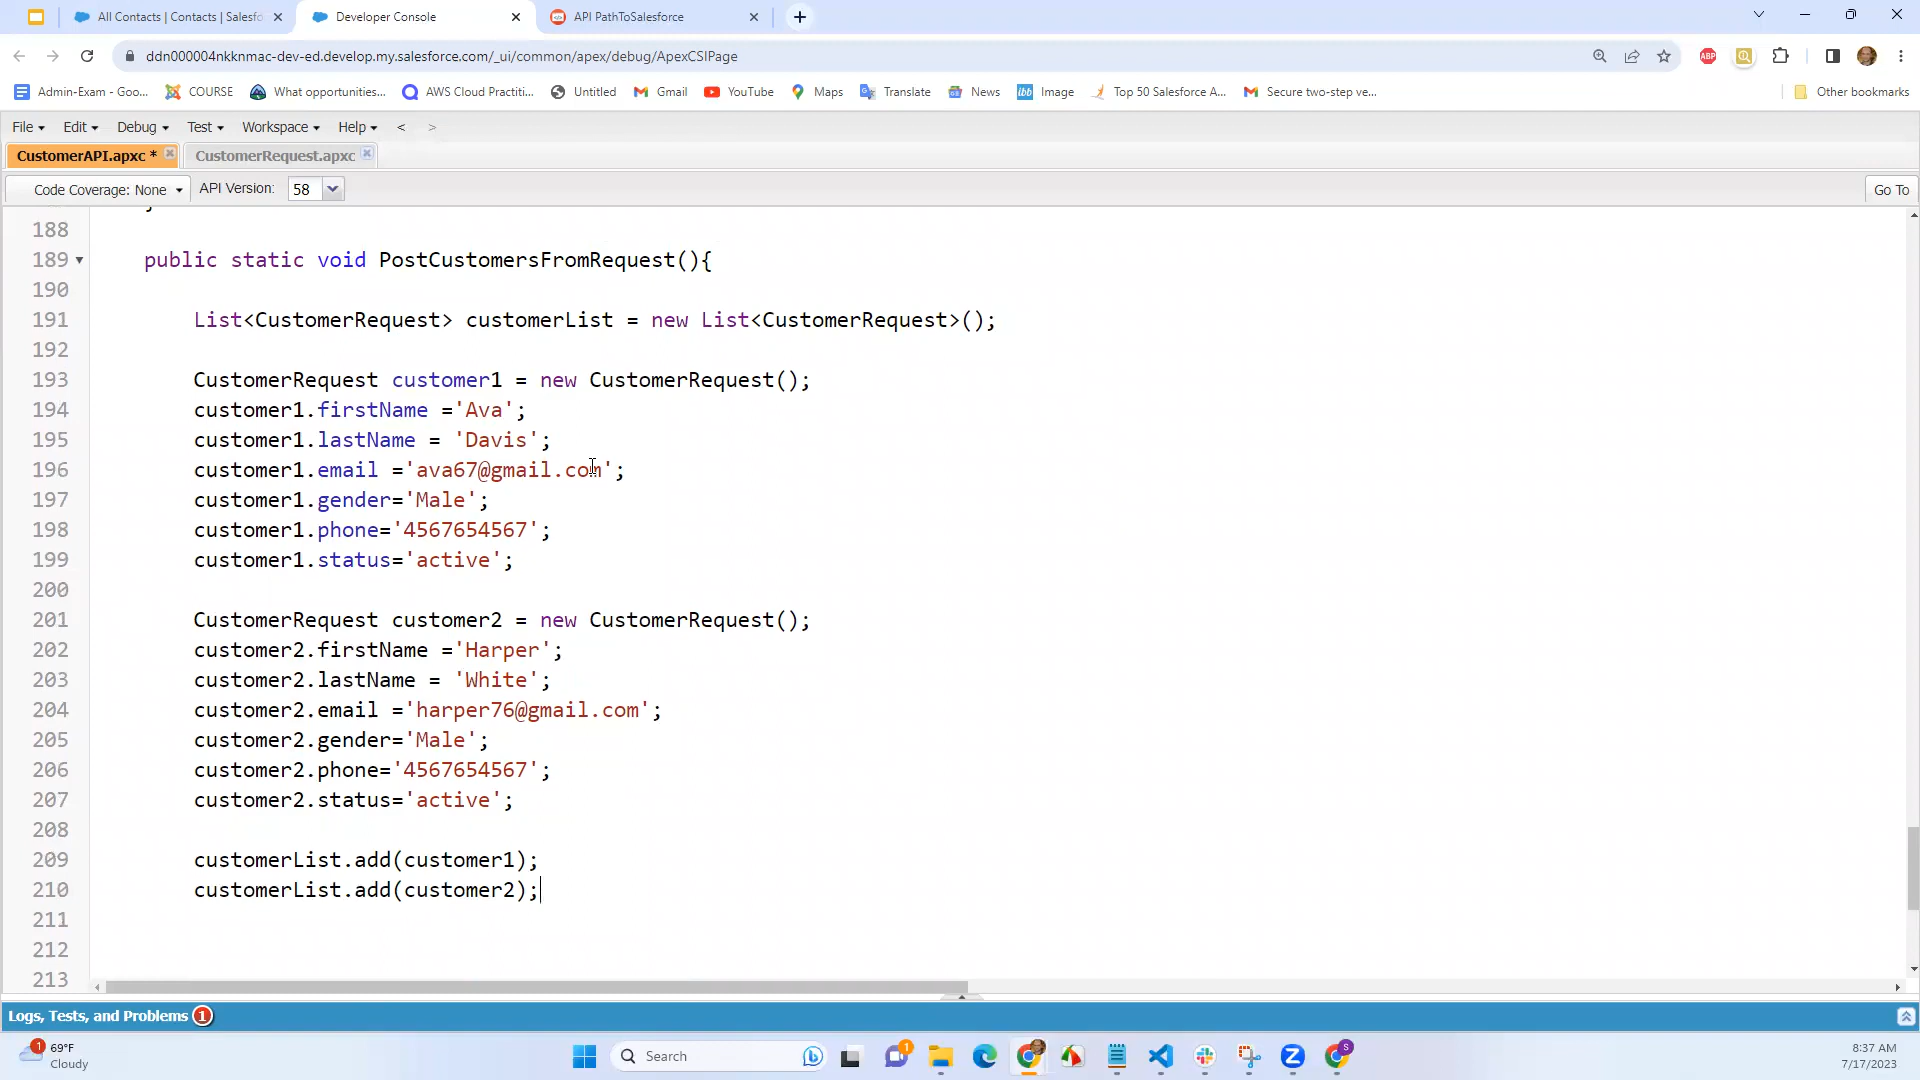 All Contacts | Contacts | Salesfo
Developer Console
API PathToSalesforce
ddn000004nkknmac-dev-ed.develop.my.salesforce.com/_ui/common/apex/debug/ApexCSIPage
ABP
Admin-Exam - Goo...
COURSE
What opportunities...
AWS Cloud Practiti...
Untitled
Gmail
YouTube
Maps
Translate
News
ibb Image
Top 50 Salesforce A...
Secure two-step ve...
Other bookmarks
File Edit Debug Test Workspace Help < >
CustomerAPI.apxc * CustomerRequest.apxc
Code Coverage: None API Version: 58 Go To
188
189 public static void PostCustomersFromRequest(){
190
191 List<CustomerRequest> customerList = new List<CustomerRequest>();
192
193 CustomerRequest customer1 = new CustomerRequest();
194 customer1.firstName ='Ava';
195 customer1.lastName = 'Davis';
196 customer1.email ='ava67@gmail.com';
197 customer1.gender='Male';
198 customer1.phone='4567654567';
199 customer1.status='active';
200
201 CustomerRequest customer2 = new CustomerRequest();
202 customer2.firstName ='Harper';
203 customer2.lastName = 'White';
204 customer2.email ='harper76@gmail.com';
205 customer2.gender='Male';
206 customer2.phone='4567654567';
207 customer2.status='active';
208
209 customerList.add(customer1);
210 customerList.add(customer2);
211
212
213
Logs, Tests, and Problems 1
1 69°F
Cloudy
Search
1
S
8:37 AM
7/17/2023